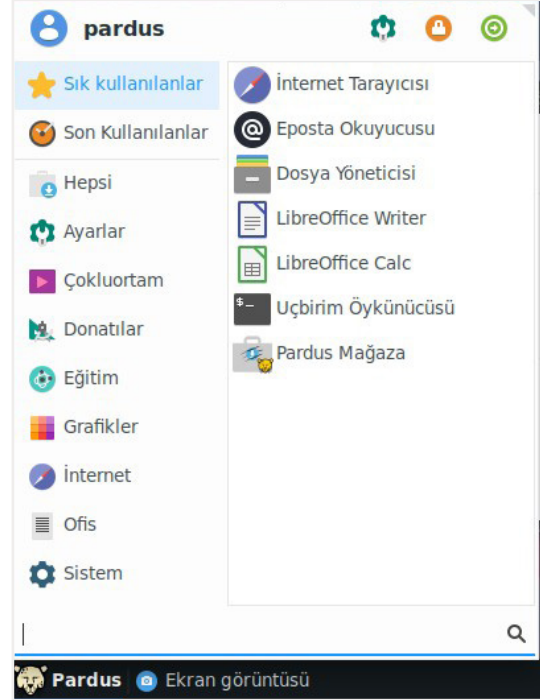 pardus
Sık kullanılanlar
Son Kullanılanlar
Hepsi
Ayarlar
Çokluortam
Donatılar
Eğitim
Grafikler
İnternet
Ofis
Sistem
İnternet Tarayıcısı
Eposta Okuyucusu
Dosya Yöneticisi
LibreOffice Writer
LibreOffice Calc
Uçbirim Öykünücüsü
Pardus Mağaza
Pardus Ekran görüntüsü